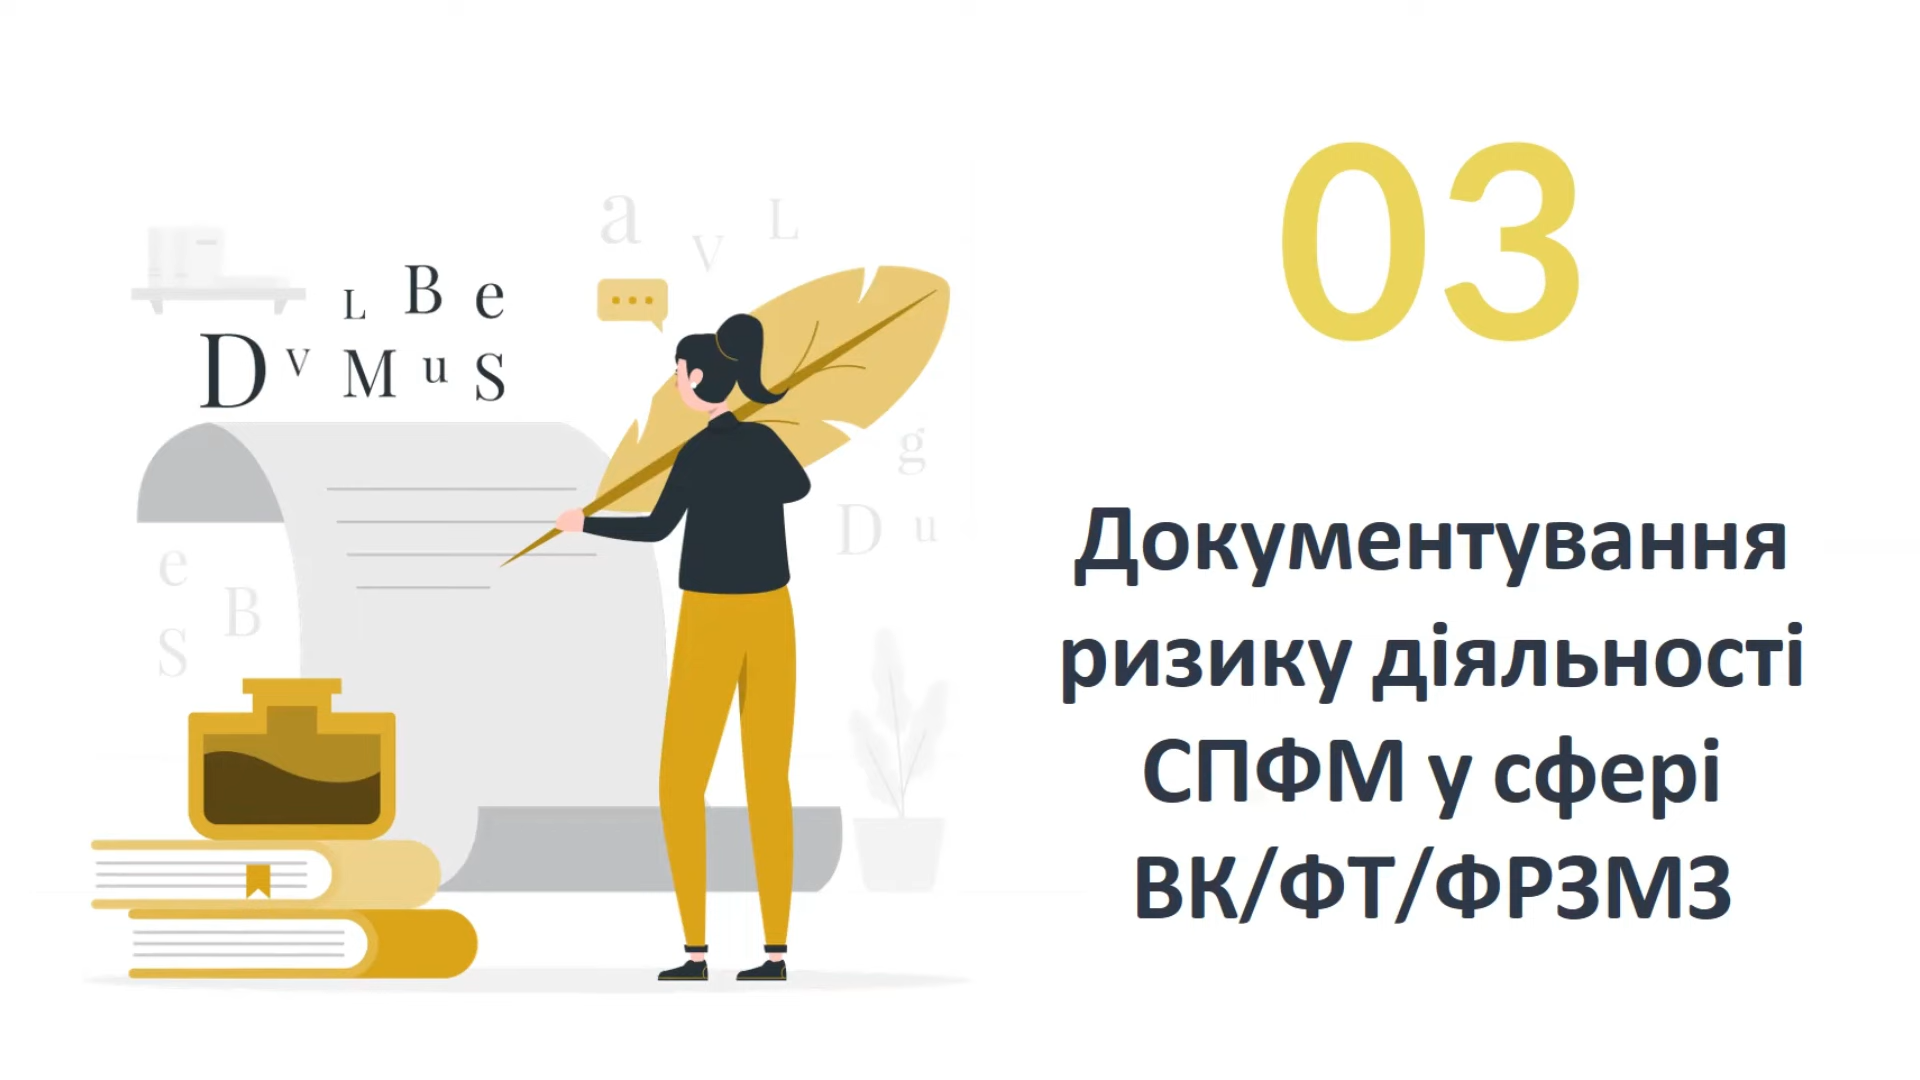 a V L
L B e
D V M u S
g
D u
e
B
S
03
Документування
ризику діяльності
СПФМ у сфері
ВК/ФТ/ФРЗМЗ